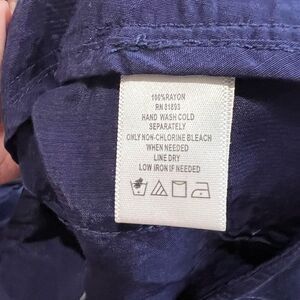 100%RAYON
RN 81893
HAND WASH COLD
SEPARATELY
ONLY NON-CHLORINE BLEACH
WHEN NEEDED
LINE DRY
LOW IRON IF NEEDED